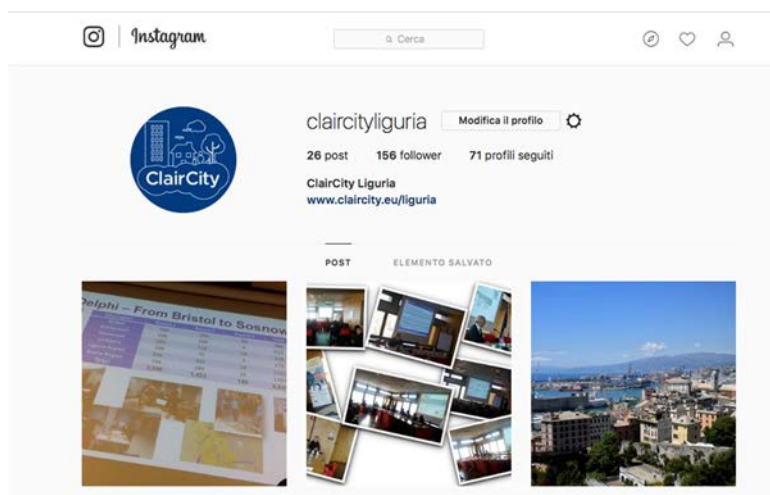 Instagram
Cerca
ClairCity
claircityliguria Modifica il profilo
26 post 156 follower 71 profili seguiti
ClairCity Liguria
www.claircity.eu/liguria
POST ELEMENTO SALVATO
Delphi – From Bristol to Sosnow